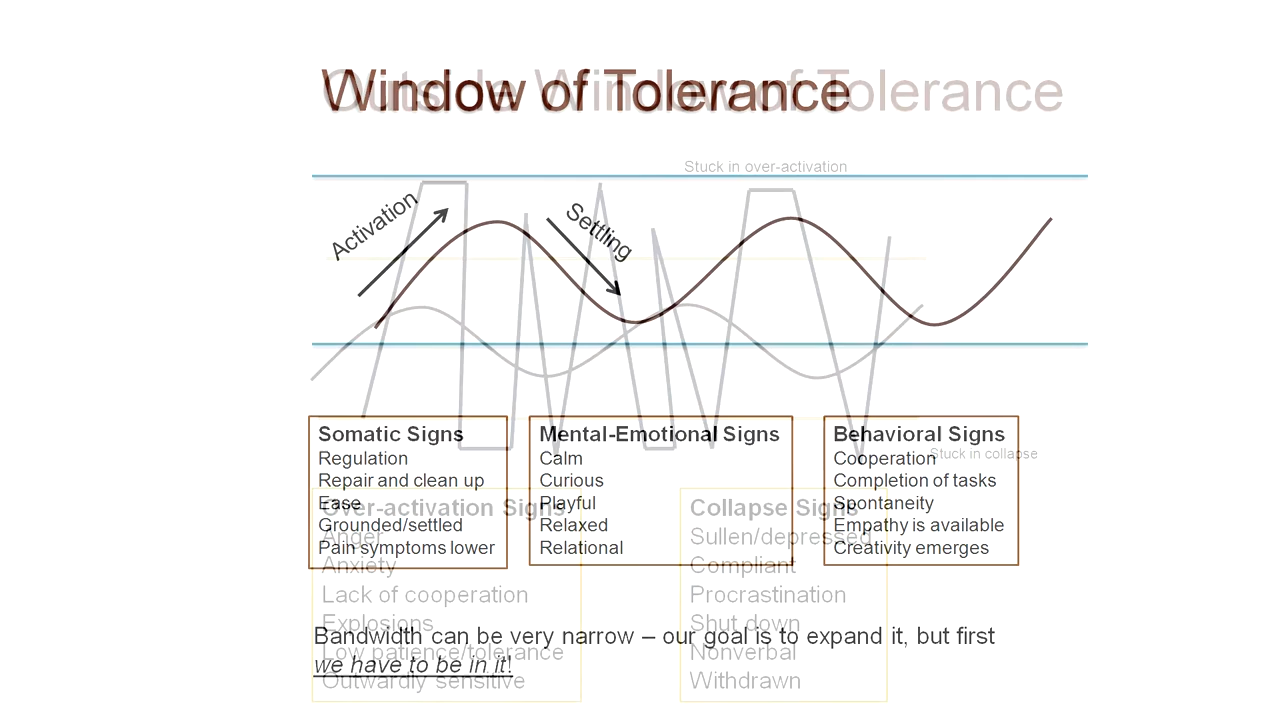 Window of Tolerance
Outside Window of Tolerance
Stuck in over-activation
Activation
Settling
Somatic Signs
Regulation
Repair and clean up
Ease
Grounded/settled
Pain symptoms lower
Mental-Emotional Signs
Calm
Curious
Playful
Relaxed
Relational
Behavioral Signs
Cooperation
Completion of tasks
Spontaneity
Empathy is available
Creativity emerges
Stuck in collapse
Over-activation Signs
Anger
Anxiety
Lack of cooperation
Explosions
Low patience/tolerance
Outwardly sensitive
Collapse Signs
Sullen/depressed
Compliant
Procrastination
Shut down
Nonverbal
Withdrawn
Bandwidth can be very narrow – our goal is to expand it, but first
we have to be in it!